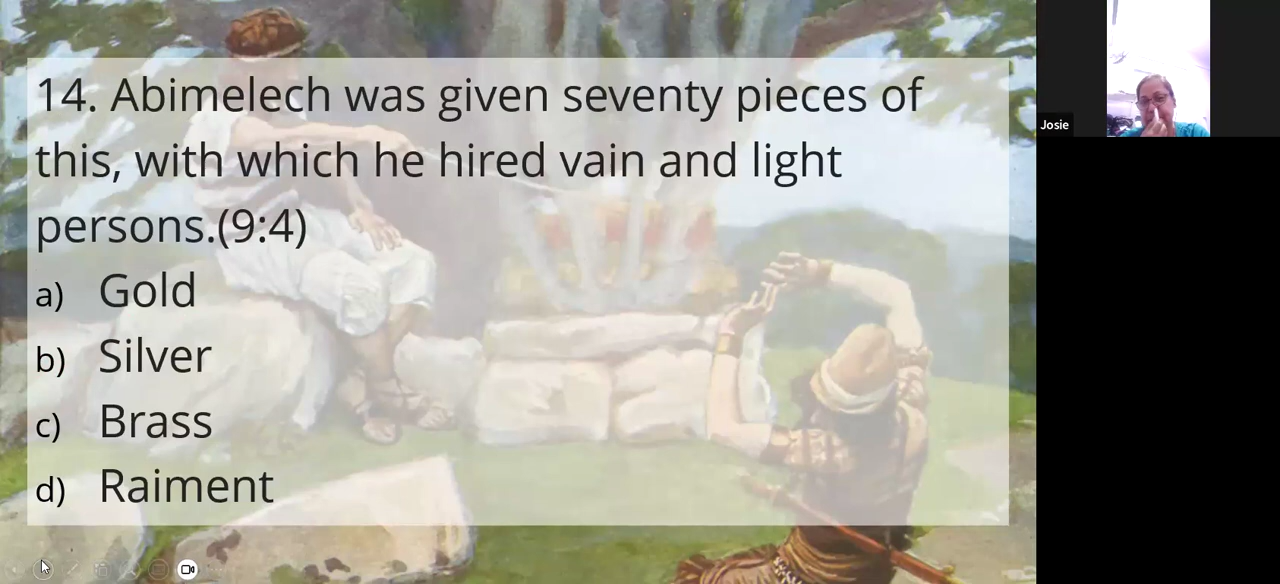 14. Abimelech was given seventy pieces of
this, with which he hired vain and light
persons.(9:4)
a) Gold
b) Silver
c) Brass
d) Raiment
Josie